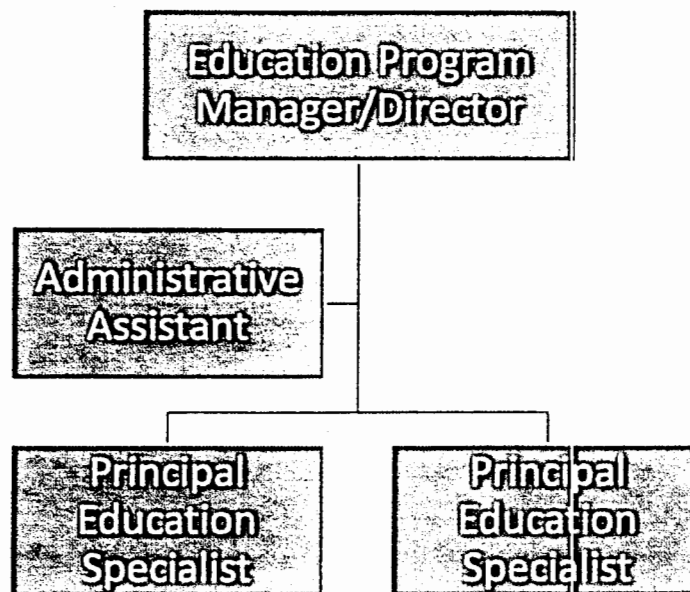 Education Program
Manager/Director
Administrative
Assistant
Principal
Education
Specialist
Principal
Education
Specialist